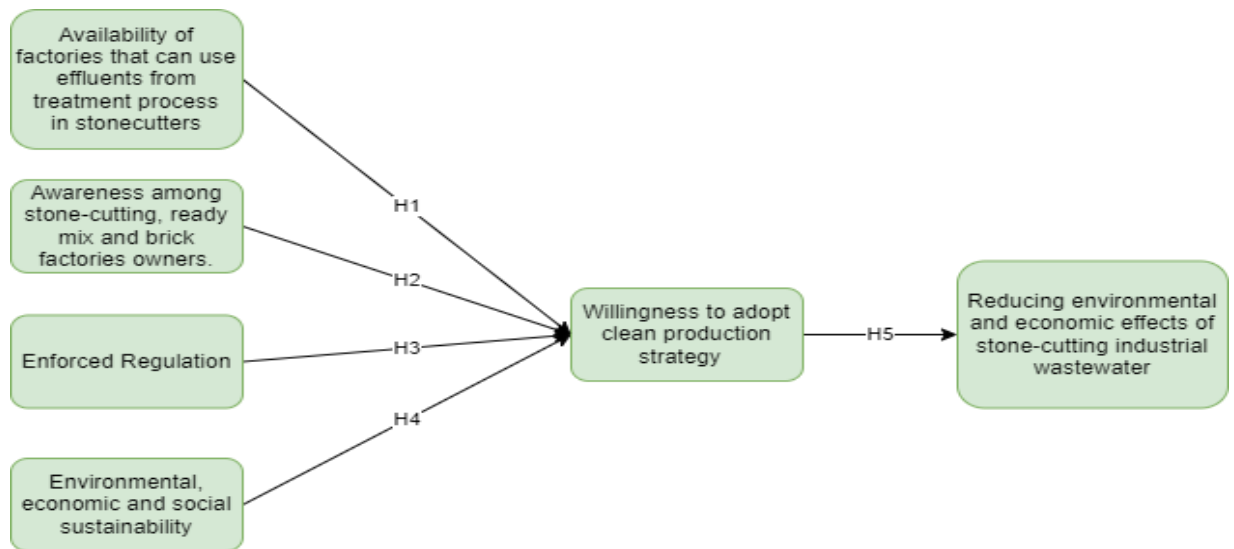 Availability of
factories that can use
effluents from
treatment process
in stonecutters
H1
Awareness among
stone-cutting, ready
mix and brick
factories owners.
H2
Enforced Regulation
H3
Environmental,
economic and social
sustainability
H4
Willingness to adopt
clean production
strategy
H5
Reducing environmental
and economic effects of
stone-cutting industrial
wastewater